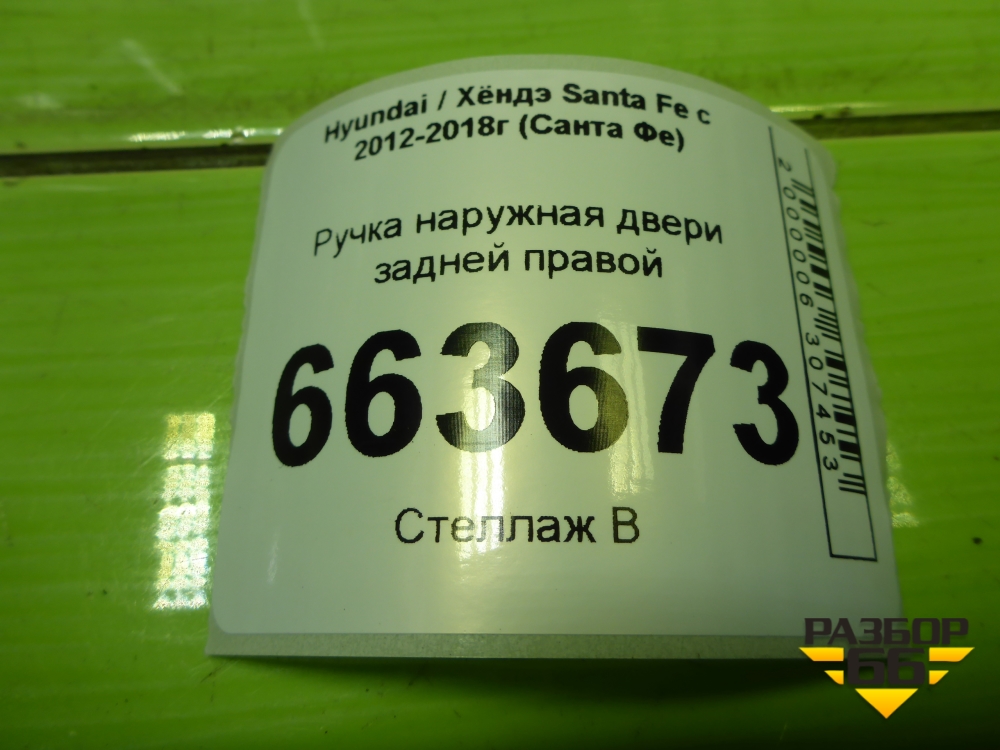 Hyundai / Хёндэ Santa Fe с
2012-2018г (Санта Фе)
Ручка наружная двери
задней правой
663673
Стеллаж В
2000006307453
РАЗБОР
66